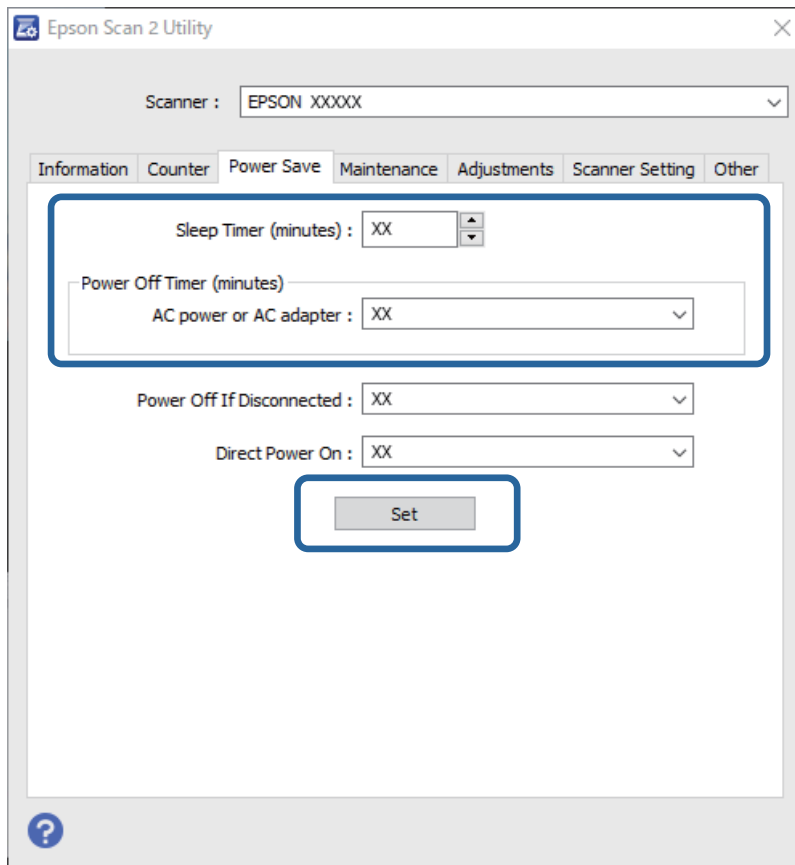 Epson Scan 2 Utility
Scanner : EPSON XXXXX
Information Counter Power Save Maintenance Adjustments Scanner Setting Other
Sleep Timer (minutes) : XX
Power Off Timer (minutes)
AC power or AC adapter : XX
Power Off If Disconnected : XX
Direct Power On : XX
Set
?